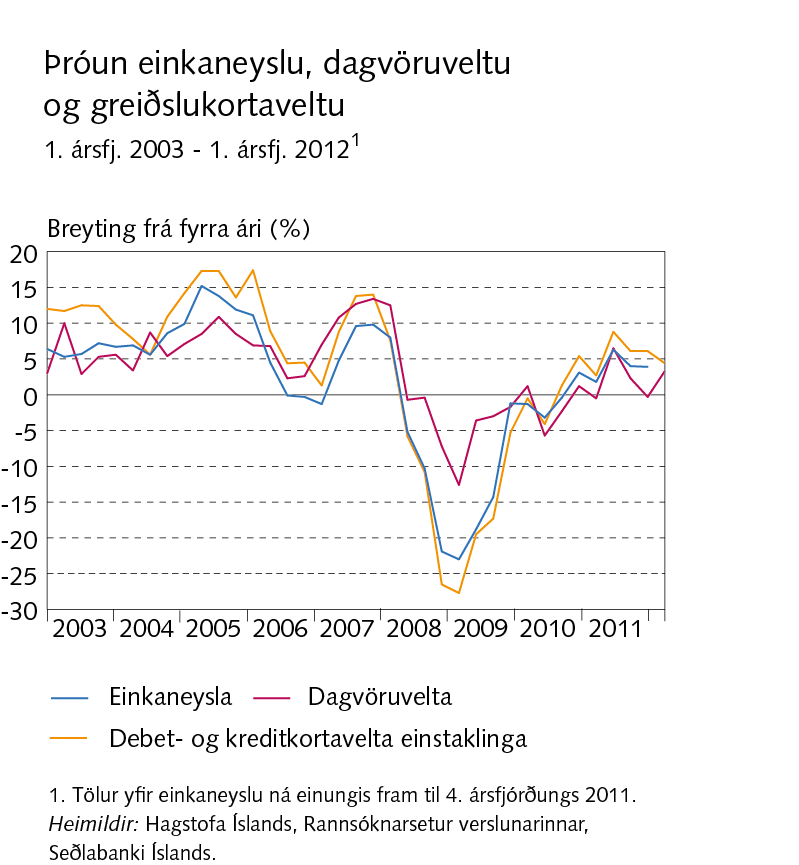 Þróun einkaneyslu, dagvöruveltu
og greiðslukortaveltu
1. ársfj. 2003 - 1. ársfj. 2012¹
Breyting frá fyrra ári (%)
20
15
10
5
0
-5
-10
-15
-20
-25
-30
2003 2004 2005 2006 2007 2008 2009 2010 2011
Einkaneysla Dagvöruvelta
Debet- og kreditkortavelta einstaklinga
1. Tölur yfir einkaneyslu ná einungis fram til 4. ársfjórðungs 2011.
Heimildir: Hagstofa Íslands, Rannsóknarsetur verslunarinnar,
Seðlabanki Íslands.